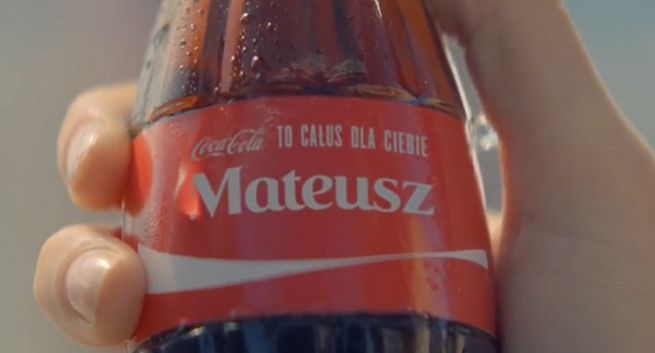 Coca-Cola TO CAŁUS DLA CIEBIE
Mateusz